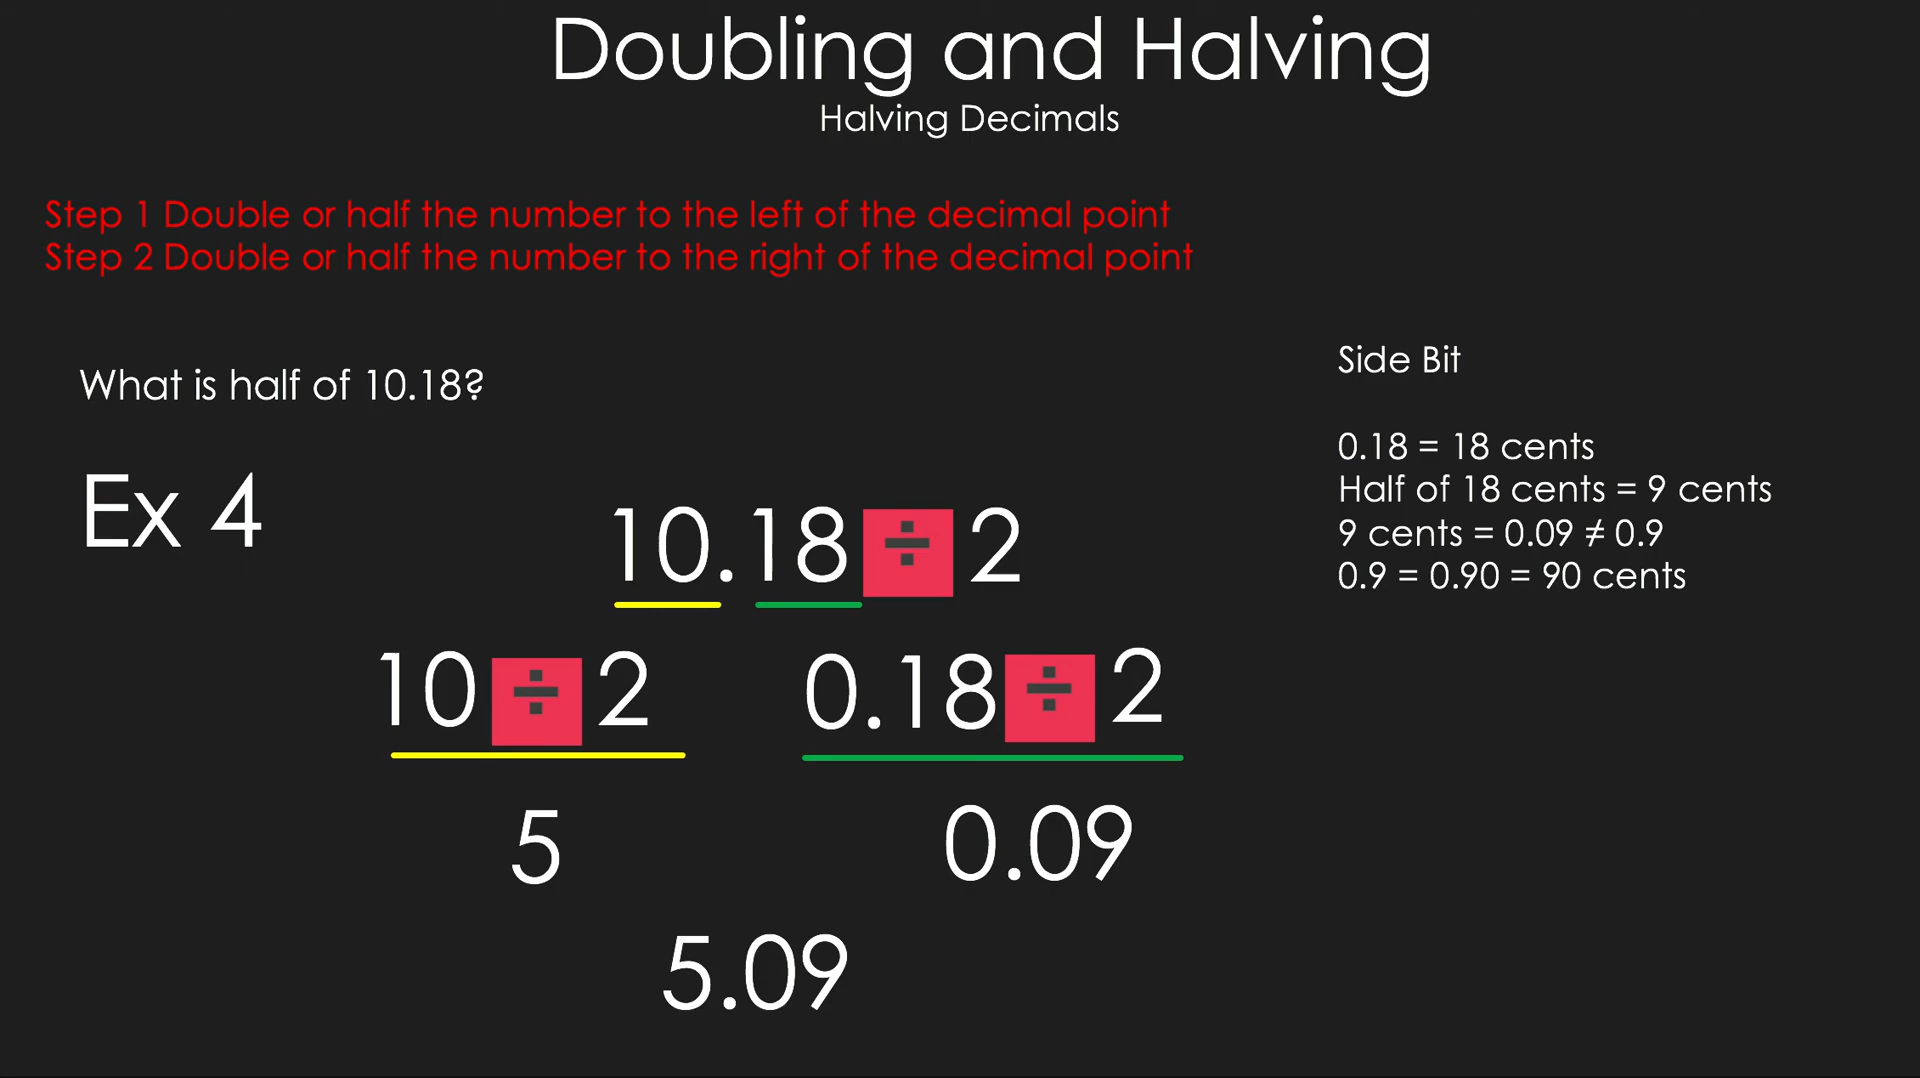 Doubling and Halving
Halving Decimals
Step 1 Double or half the number to the left of the decimal point
Step 2 Double or half the number to the right of the decimal point
What is half of 10.18?
Ex 4
10.18 ÷ 2
10 ÷ 2
0.18 ÷ 2
5
0.09
5.09
Side Bit
0.18 = 18 cents
Half of 18 cents = 9 cents
9 cents = 0.09 ≠ 0.9
0.9 = 0.90 = 90 cents